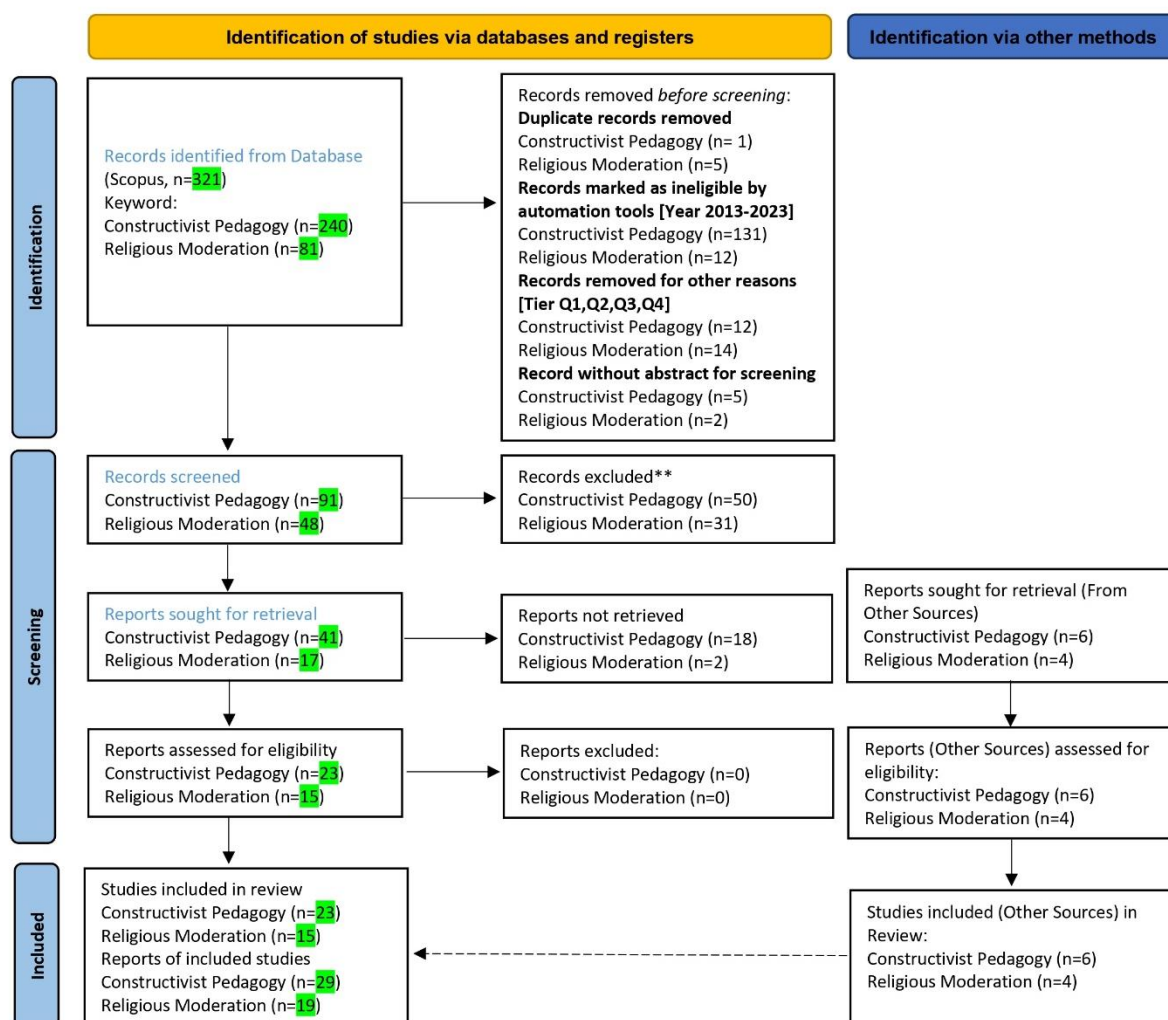 Identification of studies via databases and registers
Identification via other methods
Identification
Records identified from Database
(Scopus, n=321)
Keyword:
Constructivist Pedagogy (n=240)
Religious Moderation (n=81)
Records removed before screening:
Duplicate records removed
Constructivist Pedagogy (n= 1)
Religious Moderation (n=5)
Records marked as ineligible by
automation tools [Year 2013-2023]
Constructivist Pedagogy (n=131)
Religious Moderation (n=12)
Records removed for other reasons
[Tier Q1,Q2,Q3,Q4]
Constructivist Pedagogy (n=12)
Religious Moderation (n=14)
Record without abstract for screening
Constructivist Pedagogy (n=5)
Religious Moderation (n=2)
Screening
Records screened
Constructivist Pedagogy (n=91)
Religious Moderation (n=48)
Records excluded**
Constructivist Pedagogy (n=50)
Religious Moderation (n=31)
Reports sought for retrieval
Constructivist Pedagogy (n=41)
Religious Moderation (n=17)
Reports not retrieved
Constructivist Pedagogy (n=18)
Religious Moderation (n=2)
Reports sought for retrieval (From
Other Sources)
Constructivist Pedagogy (n=6)
Religious Moderation (n=4)
Reports assessed for eligibility
Constructivist Pedagogy (n=23)
Religious Moderation (n=15)
Reports excluded:
Constructivist Pedagogy (n=0)
Religious Moderation (n=0)
Reports (Other Sources) assessed for
eligibility:
Constructivist Pedagogy (n=6)
Religious Moderation (n=4)
Included
Studies included in review
Constructivist Pedagogy (n=23)
Religious Moderation (n=15)
Reports of included studies
Constructivist Pedagogy (n=29)
Religious Moderation (n=19)
Studies included (Other Sources) in
Review:
Constructivist Pedagogy (n=6)
Religious Moderation (n=4)